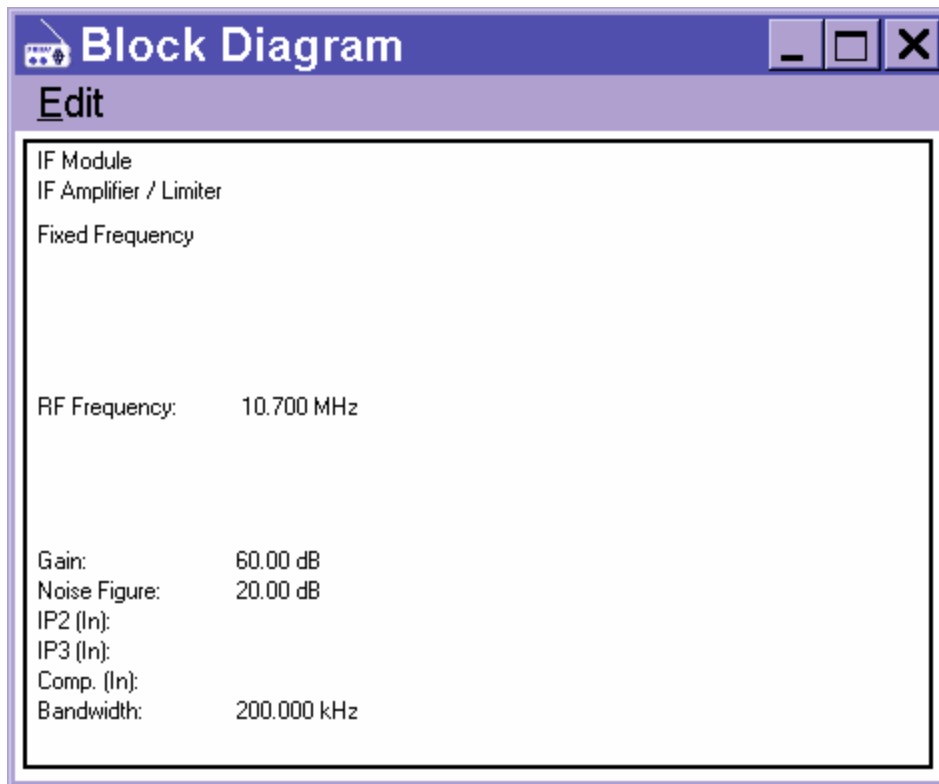 Block Diagram
Edit
IF Module
IF Amplifier / Limiter
Fixed Frequency
RF Frequency: 10.700 MHz
Gain: 60.00 dB
Noise Figure: 20.00 dB
IP2 (In):
IP3 (In):
Comp. (In):
Bandwidth: 200.000 kHz